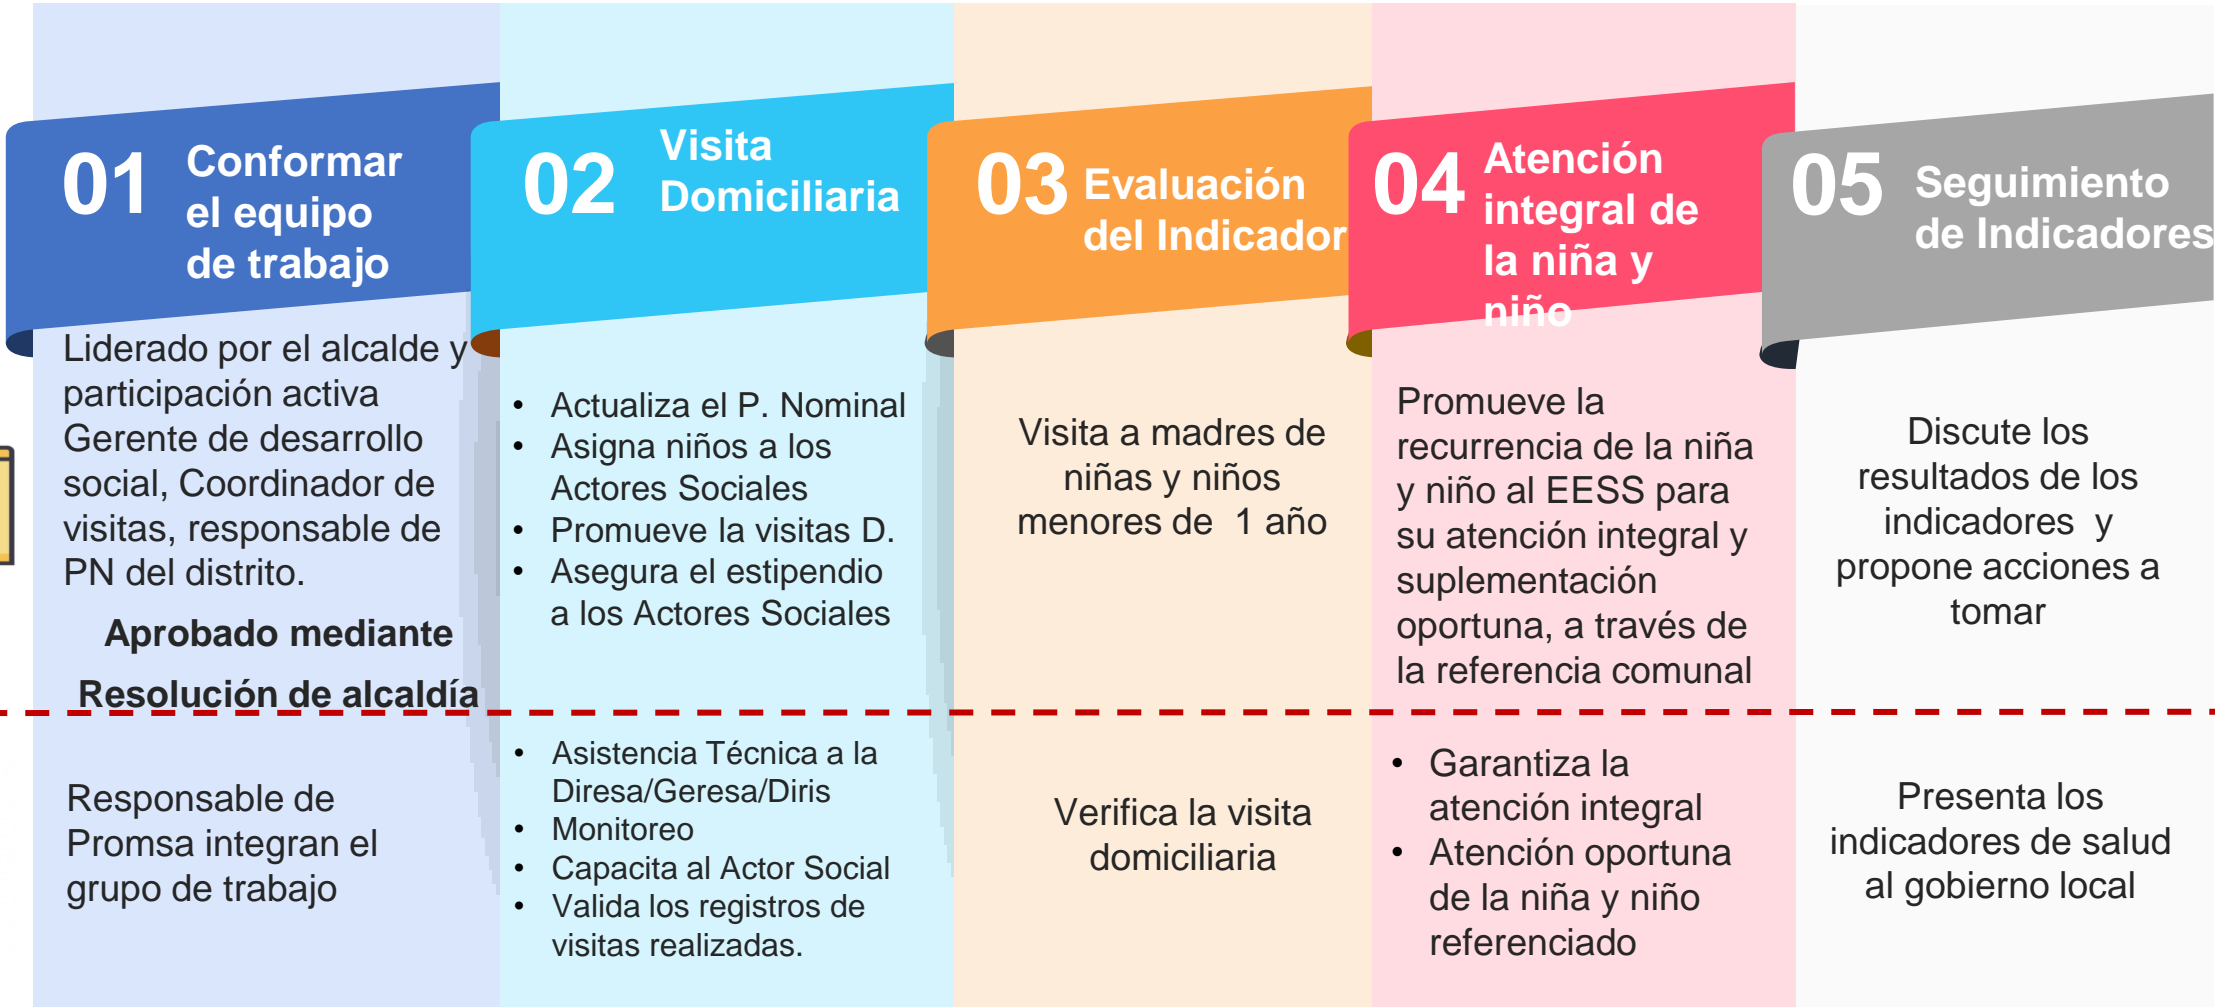 01
Conformar
el equipo
de trabajo
Liderado por el alcalde y
participación activa
Gerente de desarrollo
social, Coordinador de
visitas, responsable de
PN del distrito.
Aprobado mediante
Resolución de alcaldía
Responsable de
Promsa integran el
grupo de trabajo
02
Visita
Domiciliaria
• Actualiza el P. Nominal
• Asigna niños a los
Actores Sociales
• Promueve la visitas D.
• Asegura el estipendio
a los Actores Sociales
• Asistencia Técnica a la
Diresa/Geresa/Diris
• Monitoreo
• Capacita al Actor Social
• Valida los registros de
visitas realizadas.
03
Evaluación
del Indicador
Visita a madres de
niñas y niños
menores de 1 año
Verifica la visita
domiciliaria
04
Atención
integral de
la niña y
niño
Promueve la
recurrencia de la niña
y niño al EESS para
su atención integral y
suplementación
oportuna, a través de
la referencia comunal
• Garantiza la
atención integral
• Atención oportuna
de la niña y niño
referenciado
05
Seguimiento
de Indicadores
Discute los
resultados de los
indicadores y
propone acciones a
tomar
Presenta los
indicadores de salud
al gobierno local